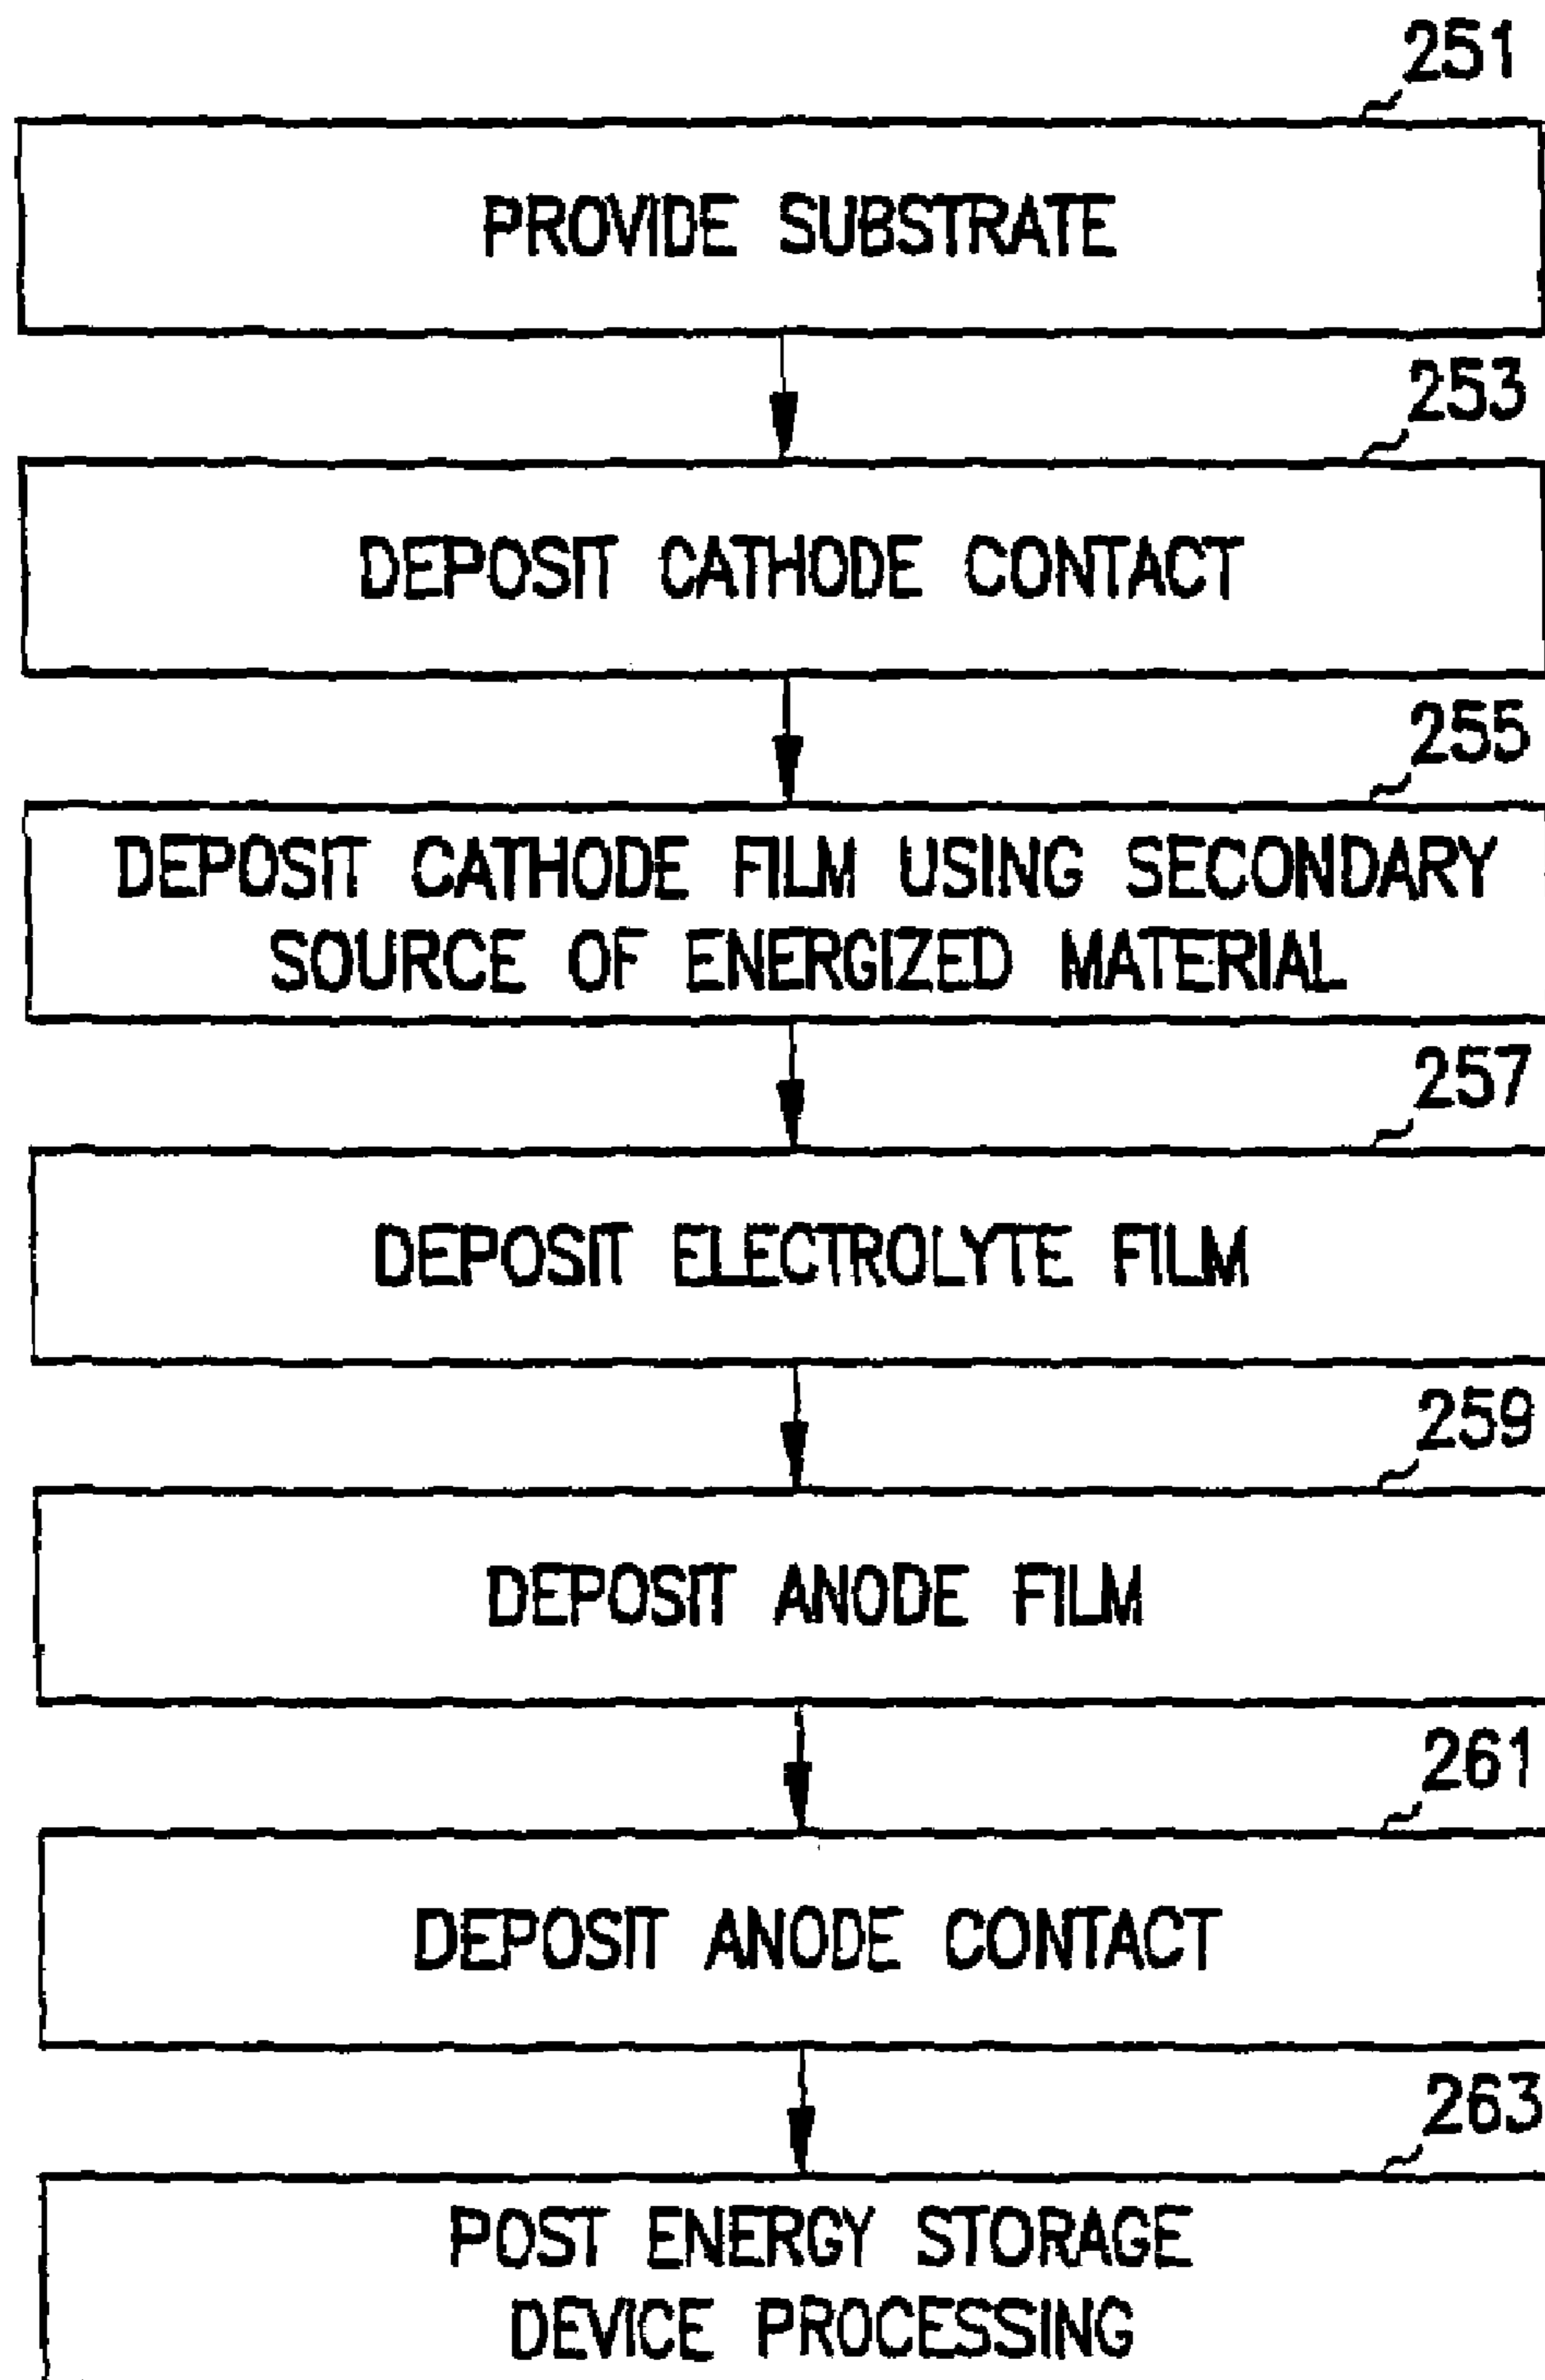 251
PROVIDE SUBSTRATE
253
DEPOSIT CATHODE CONTACT
255
DEPOSIT CATHODE FILM USING SECONDARY
SOURCE OF ENERGIZED MATERIAL
257
DEPOSIT ELECTROLYTE FILM
259
DEPOSIT ANODE FILM
261
DEPOSIT ANODE CONTACT
263
POST ENERGY STORAGE
DEVICE PROCESSING